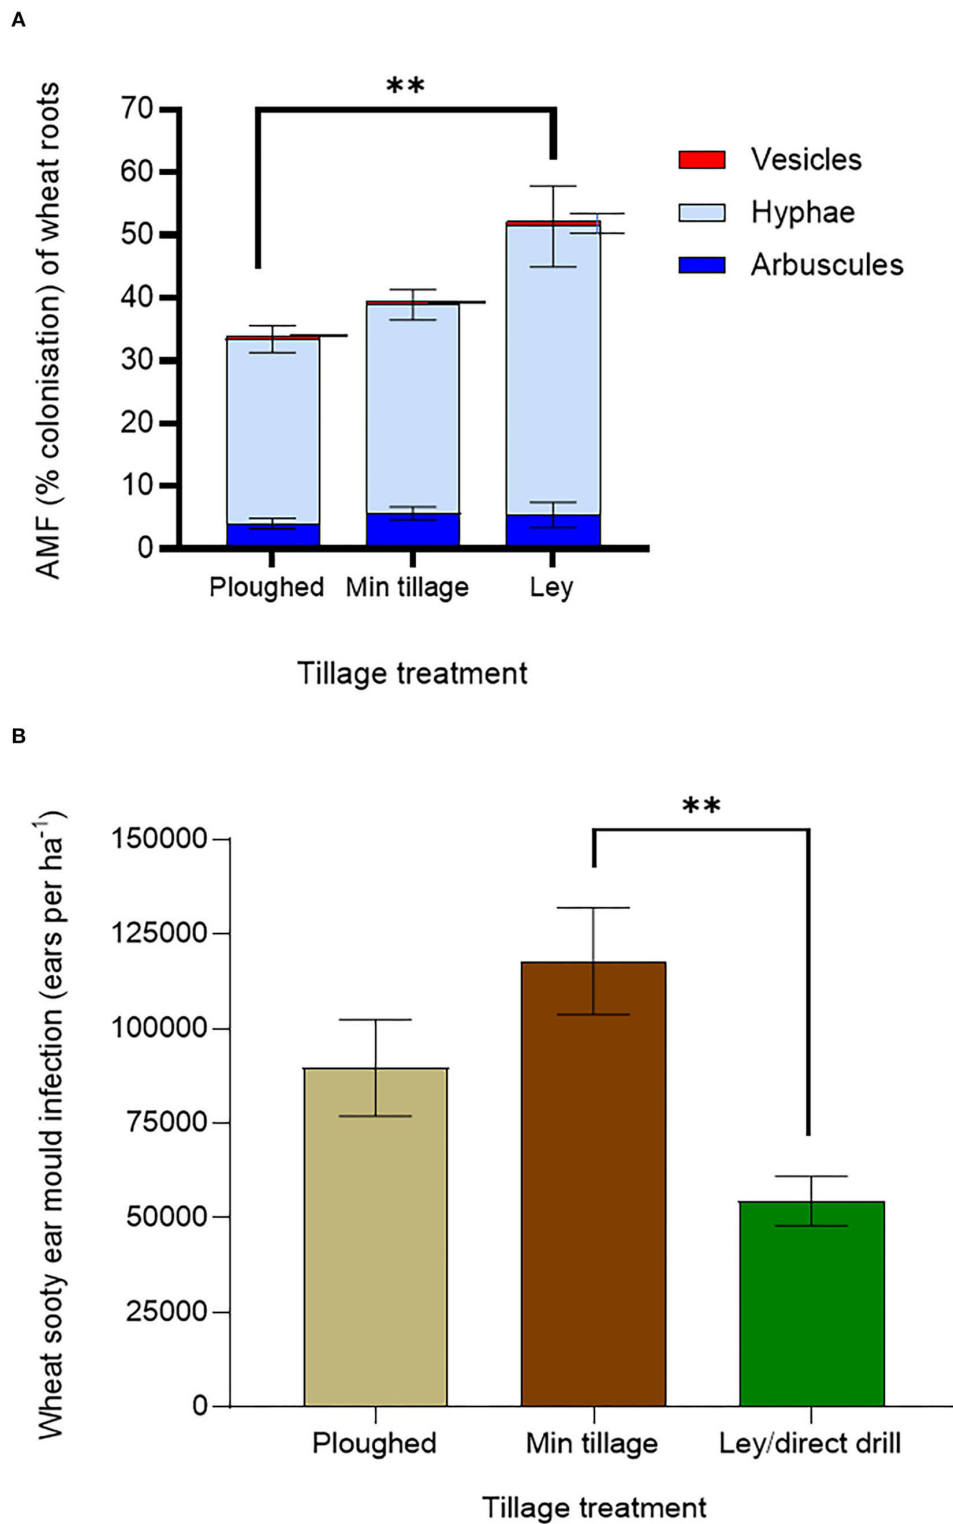 A
**
AMF (% colonisation) of wheat roots
70
60
50
40
30
20
10
0
Vesicles
Hyphae
Arbuscules
Ploughed Min tillage Ley
Tillage treatment
B
**
Wheat sooty ear mould infection (ears per ha⁻¹)
150000
125000
100000
75000
50000
25000
0
Ploughed Min tillage Ley/direct drill
Tillage treatment